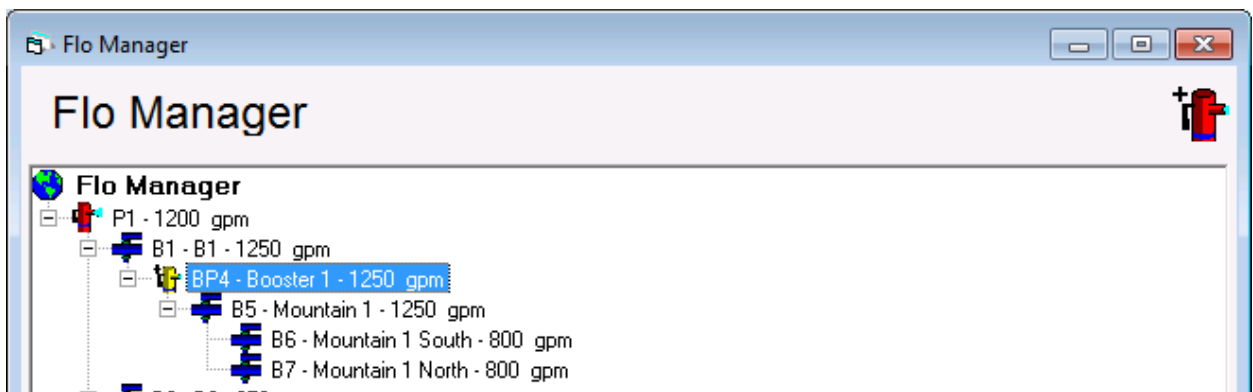 Flo Manager
Flo Manager
Flo Manager
P1 - 1200 gpm
B1 - B1 - 1250 gpm
BP4 - Booster 1 - 1250 gpm
B5 - Mountain 1 - 1250 gpm
B6 - Mountain 1 South - 800 gpm
B7 - Mountain 1 North - 800 gpm